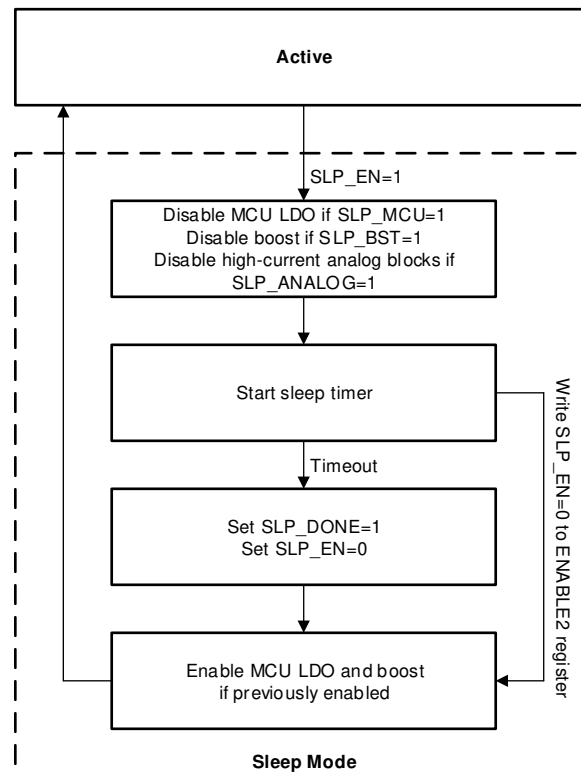 Active
SLP_EN=1
Disable MCU LDO if SLP_MCU=1
Disable boost if SLP_BST=1
Disable high-current analog blocks if
SLP_ANALOG=1
Start sleep timer
Write SLP_EN=0 to ENABLE2 register
Timeout
Set SLP_DONE=1
Set SLP_EN=0
Enable MCU LDO and boost
if previously enabled
Sleep Mode